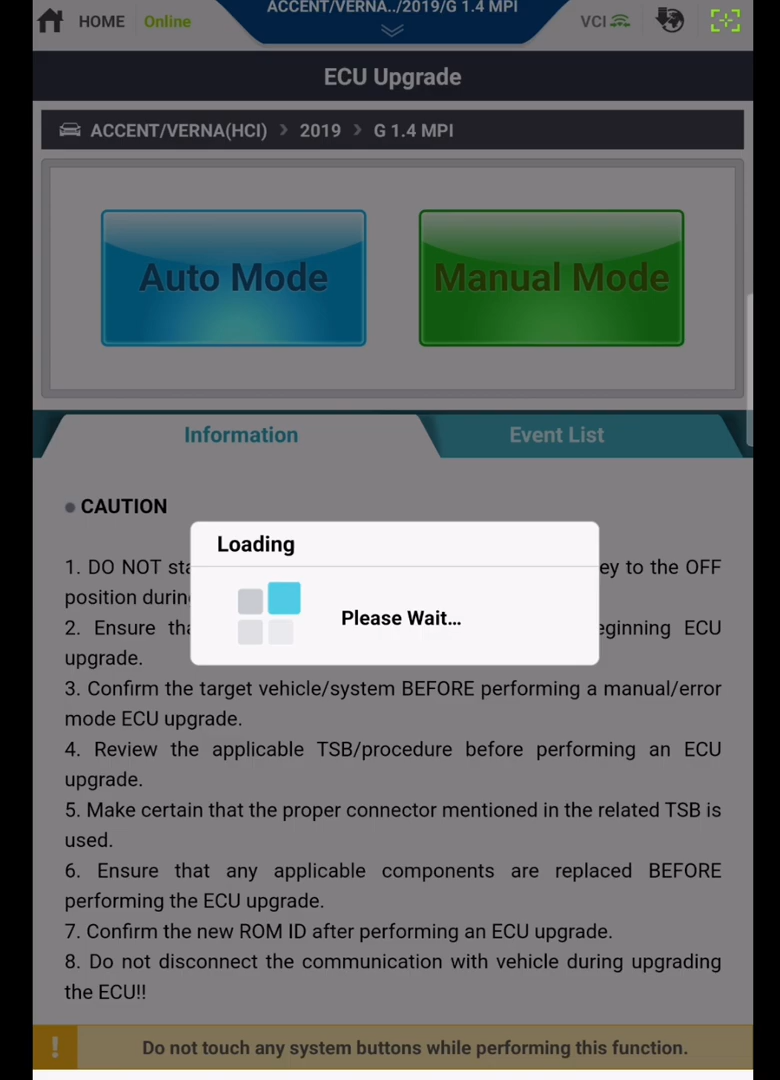 ACCENT/VERNA../2019/G 1.4 MPI
HOME Online VCI
ECU Upgrade
ACCENT/VERNA(HCI) > 2019 > G 1.4 MPI
Auto Mode Manual Mode
Information Event List
CAUTION
Loading
1. DO NOT ey to the OFF
position
Please Wait...
2. Ensure ECU
upgrade.
3. Confirm the target vehicle/system BEFORE performing a manual/error
mode ECU upgrade.
4. Review the applicable TSB/procedure before performing an ECU
upgrade.
5. Make certain that the proper connector mentioned in the related TSB is
used.
6. Ensure that any applicable components are replaced BEFORE
performing the ECU upgrade.
7. Confirm the new ROM ID after performing an ECU upgrade.
8. Do not disconnect the communication with vehicle during upgrading
the ECU!!
! Do not touch any system buttons while performing this function.